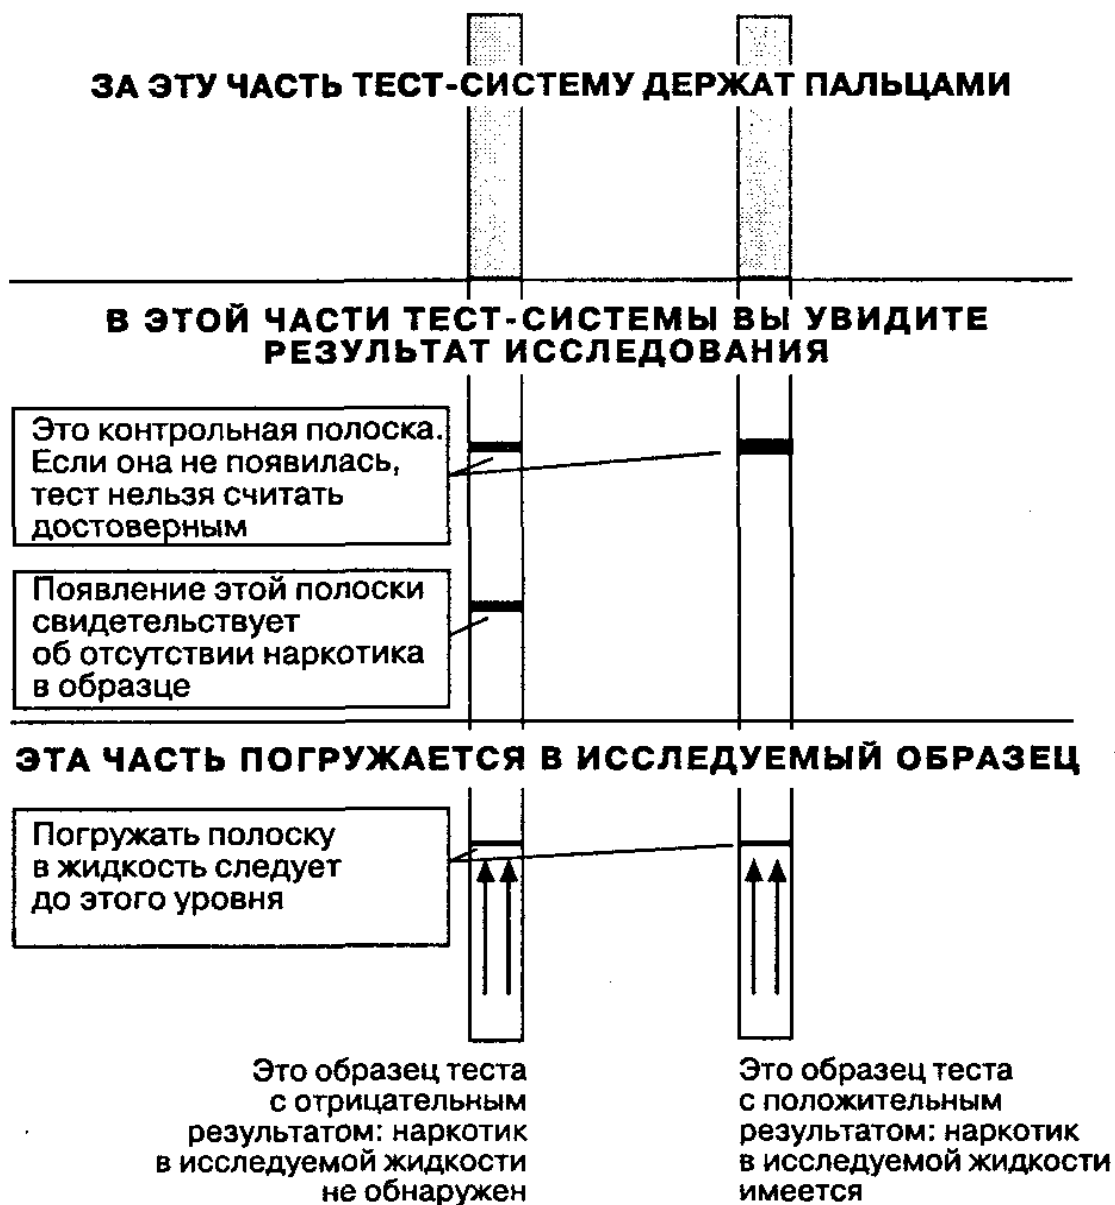 ЗА ЭТУ ЧАСТЬ ТЕСТ-СИСТЕМУ ДЕРЖАТ ПАЛЬЦАМИ
В ЭТОЙ ЧАСТИ ТЕСТ-СИСТЕМЫ ВЫ УВИДИТЕ
РЕЗУЛЬТАТ ИССЛЕДОВАНИЯ
Это контрольная полоска.
Если она не появилась,
тест нельзя считать
достоверным
Появление этой полоски
свидетельствует
об отсутствии наркотика
в образце
ЭТА ЧАСТЬ ПОГРУЖАЕТСЯ В ИССЛЕДУЕМЫЙ ОБРАЗЕЦ
Погружать полоску
в жидкость следует
до этого уровня
Это образец теста
с отрицательным
результатом: наркотик
в исследуемой жидкости
не обнаружен
Это образец теста
с положительным
результатом: наркотик
в исследуемой жидкости
имеется